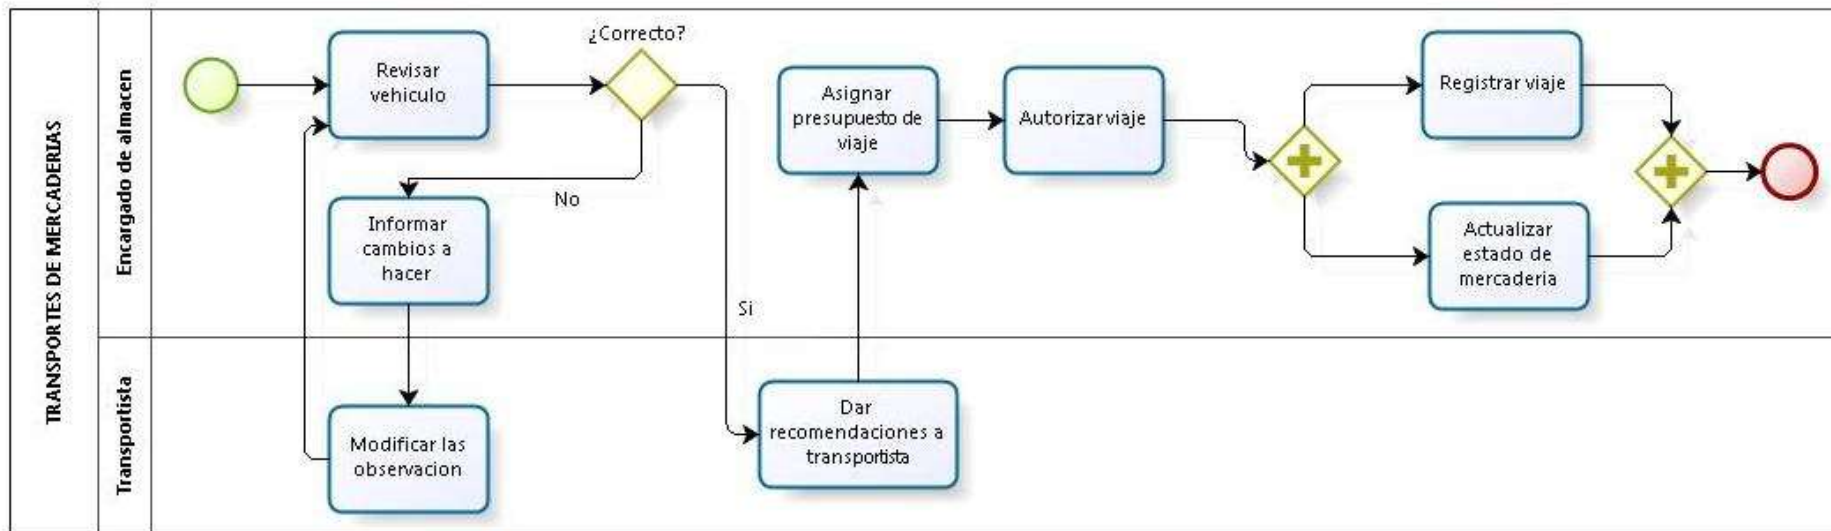 TRANSPORTES DE MERCADERIAS
Encargado de almacen
Transportista
Revisar
vehiculo
¿Correcto?
No
Informar
cambios a
hacer
Modificar las
observacion
Si
Dar
recomendaciones a
transportista
Asignar
presupuesto de
viaje
Autorizar viaje
Registrar viaje
Actualizar
estado de
mercaderia